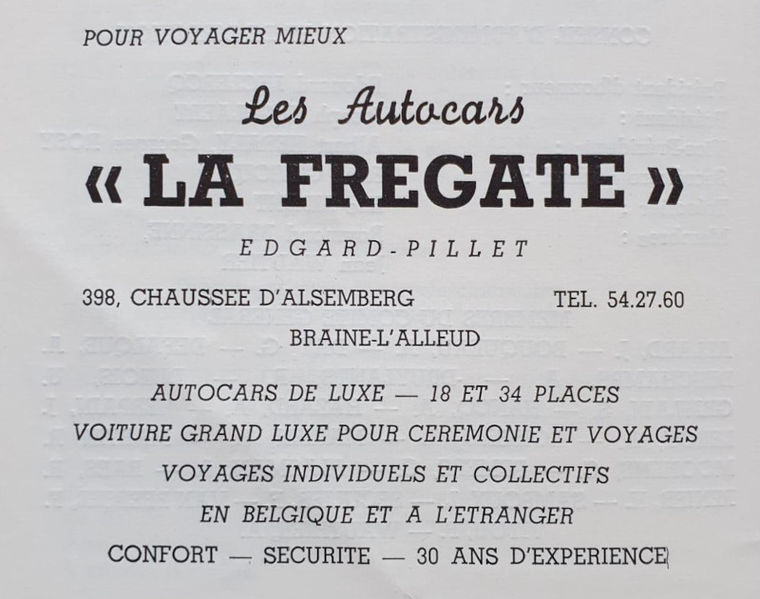 POUR VOYAGER MIEUX
Les Autocars
« LA FREGATE »
EDGARD-PILLET
398, CHAUSSEE D'ALSEMBERG TEL. 54.27.60
BRAINE-L'ALLEUD
AUTOCARS DE LUXE — 18 ET 34 PLACES
VOITURE GRAND LUXE POUR CEREMONIE ET VOYAGES
VOYAGES INDIVIDUELS ET COLLECTIFS
EN BELGIQUE ET A L'ETRANGER
CONFORT — SECURITE — 30 ANS D'EXPERIENCE